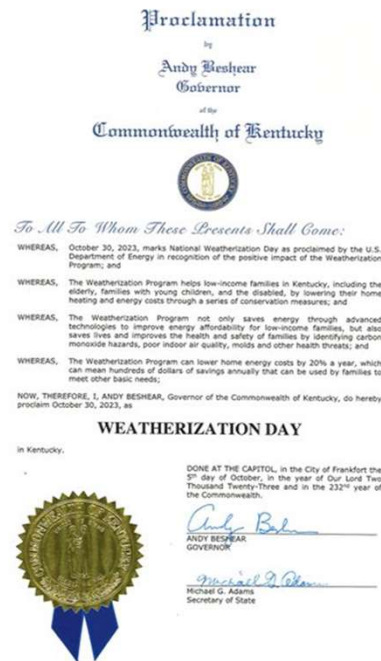 Proclamation
by
Andy Beshear
Governor
of the
Commonwealth of Kentucky
To All To Whom These Presents Shall Come:
WHEREAS, October 30, 2023, marks National Weatherization Day as proclaimed by the U.S.
Department of Energy in recognition of the positive impact of the Weatherization
Program; and
WHEREAS, The Weatherization Program helps low-income families in Kentucky, including the
elderly, families with young children, and the disabled, by lowering their home
heating and energy costs through a series of conservation measures; and
WHEREAS, The Weatherization Program not only saves energy through advanced
technologies to improve energy affordability for low-income families, but also
saves lives and improves the health and safety of families by identifying carbon
monoxide hazards, poor indoor air quality, molds and other health threats; and
WHEREAS, The Weatherization Program can lower home energy costs by 20% a year, which
can mean hundreds of dollars of savings annually that can be used by families to
meet other basic needs;
NOW, THEREFORE, I, ANDY BESHEAR, Governor of the Commonwealth of Kentucky, do hereby
proclaim October 30, 2023, as
WEATHERIZATION DAY
in Kentucky.
DONE AT THE CAPITOL, in the City of Frankfort the
5th day of October, in the year of Our Lord Two
Thousand Twenty-Three and in the 232nd year of
the Commonwealth.
Andy Beshear
ANDY BESHEAR
GOVERNOR
Michael G. Adams
Michael G. Adams
Secretary of State